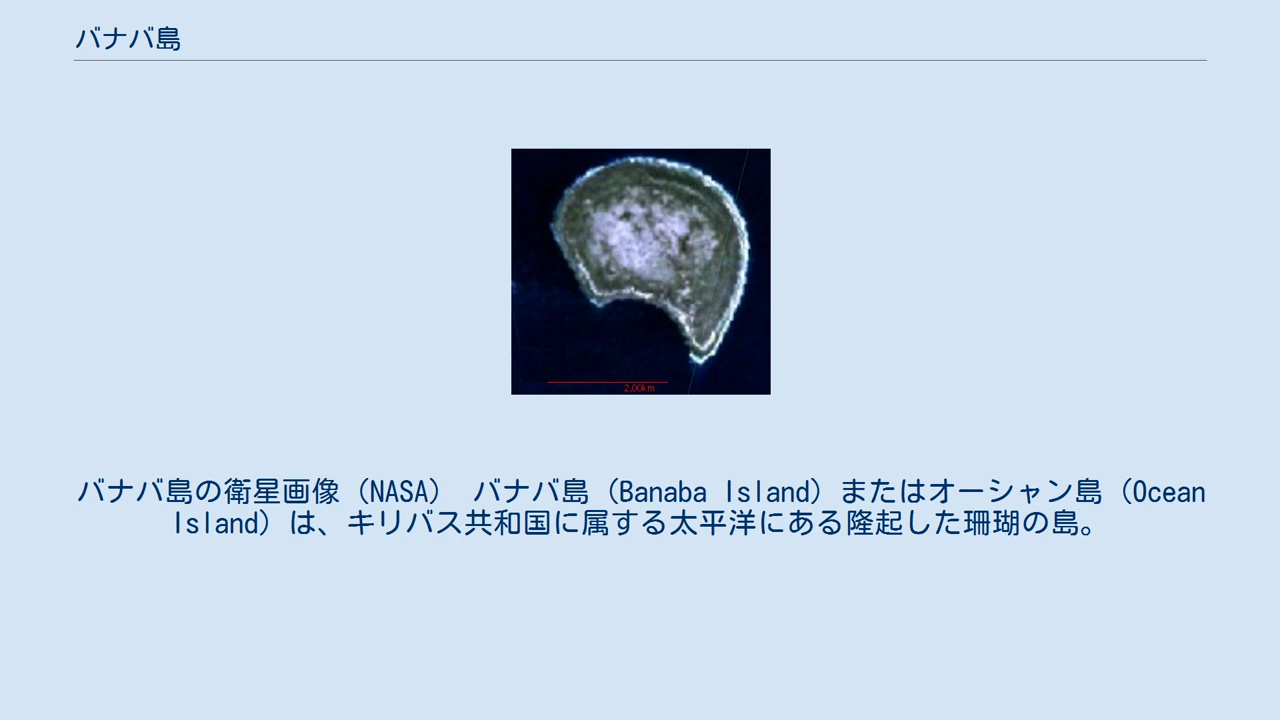 バナバ島
2.00km
バナバ島の衛星画像（NASA） バナバ島（Banaba Island）またはオーシャン島（Ocean
Island）は、キリバス共和国に属する太平洋にある隆起した珊瑚の島。